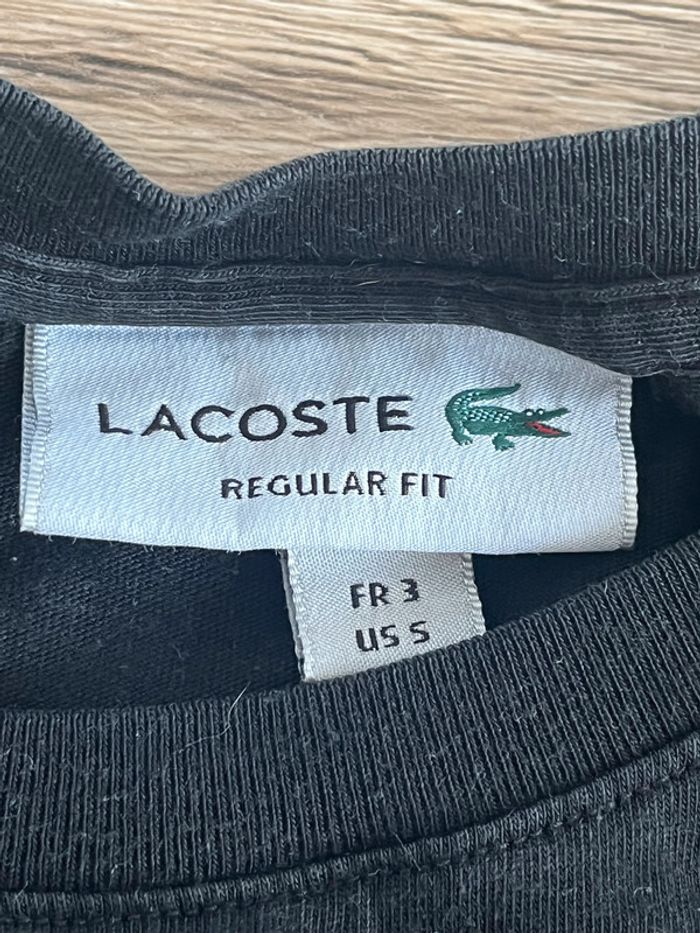 LACOSTE
REGULAR FIT
FR 3
US S